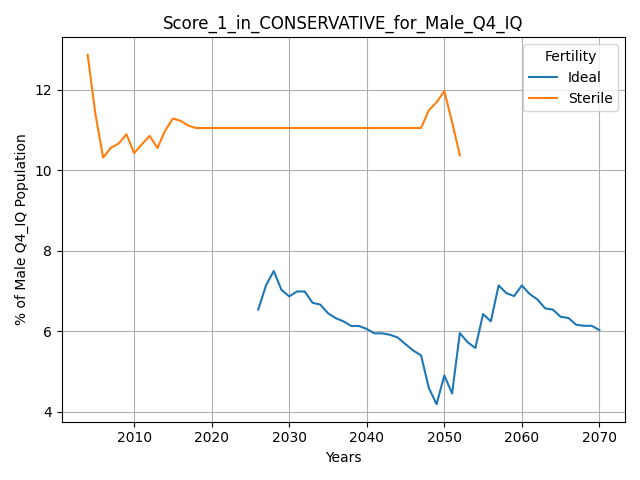 Score_1_in_CONSERVATIVE_for_Male_Q4_IQ
Fertility
Ideal
Sterile
% of Male Q4_IQ Population
12
10
8
6
4
2010 2020 2030 2040 2050 2060 2070
Years